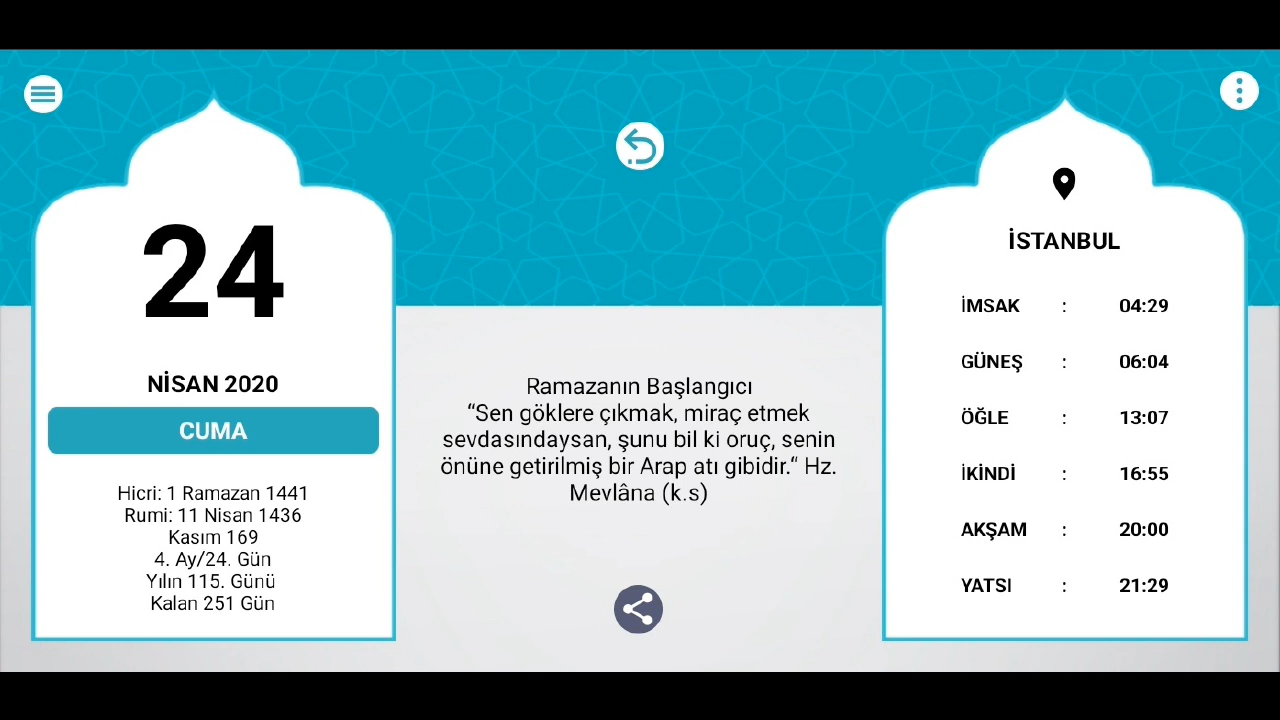 24
NİSAN 2020
CUMA
Hicri: 1 Ramazan 1441
Rumi: 11 Nisan 1436
Kasım 169
4. Ay/24. Gün
Yılın 115. Günü
Kalan 251 Gün
Ramazanın Başlangıcı
“Sen göklere çıkmak, miraç etmek
sevdasındaysan, şunu bil ki oruç, senin
önüne getirilmiş bir Arap atı gibidir.“ Hz.
Mevlâna (k.s)
İSTANBUL
İMSAK : 04:29
GÜNEŞ : 06:04
ÖĞLE : 13:07
İKİNDİ : 16:55
AKŞAM : 20:00
YATSI : 21:29